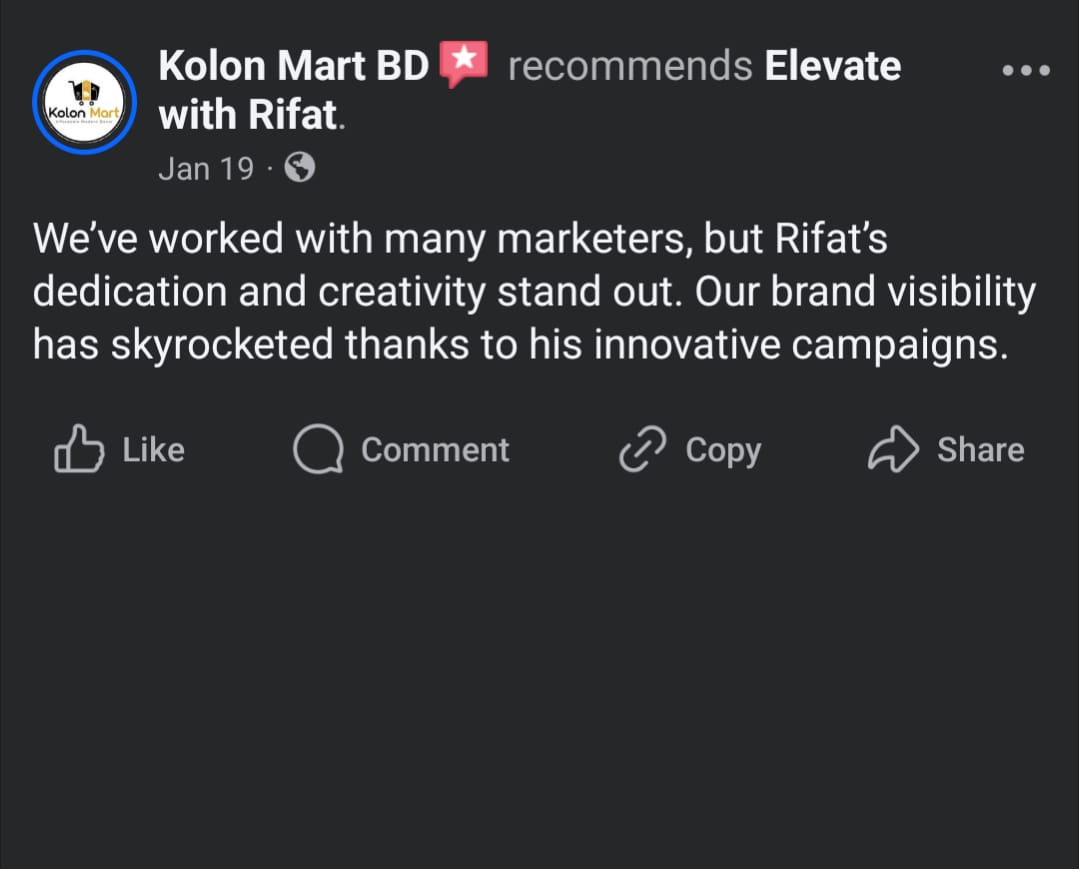 Kolon Mart BD recommends Elevate
with Rifat.
Jan 19 ·
Kolon Mart
We’ve worked with many marketers, but Rifat’s
dedication and creativity stand out. Our brand visibility
has skyrocketed thanks to his innovative campaigns.
Like Comment Copy Share